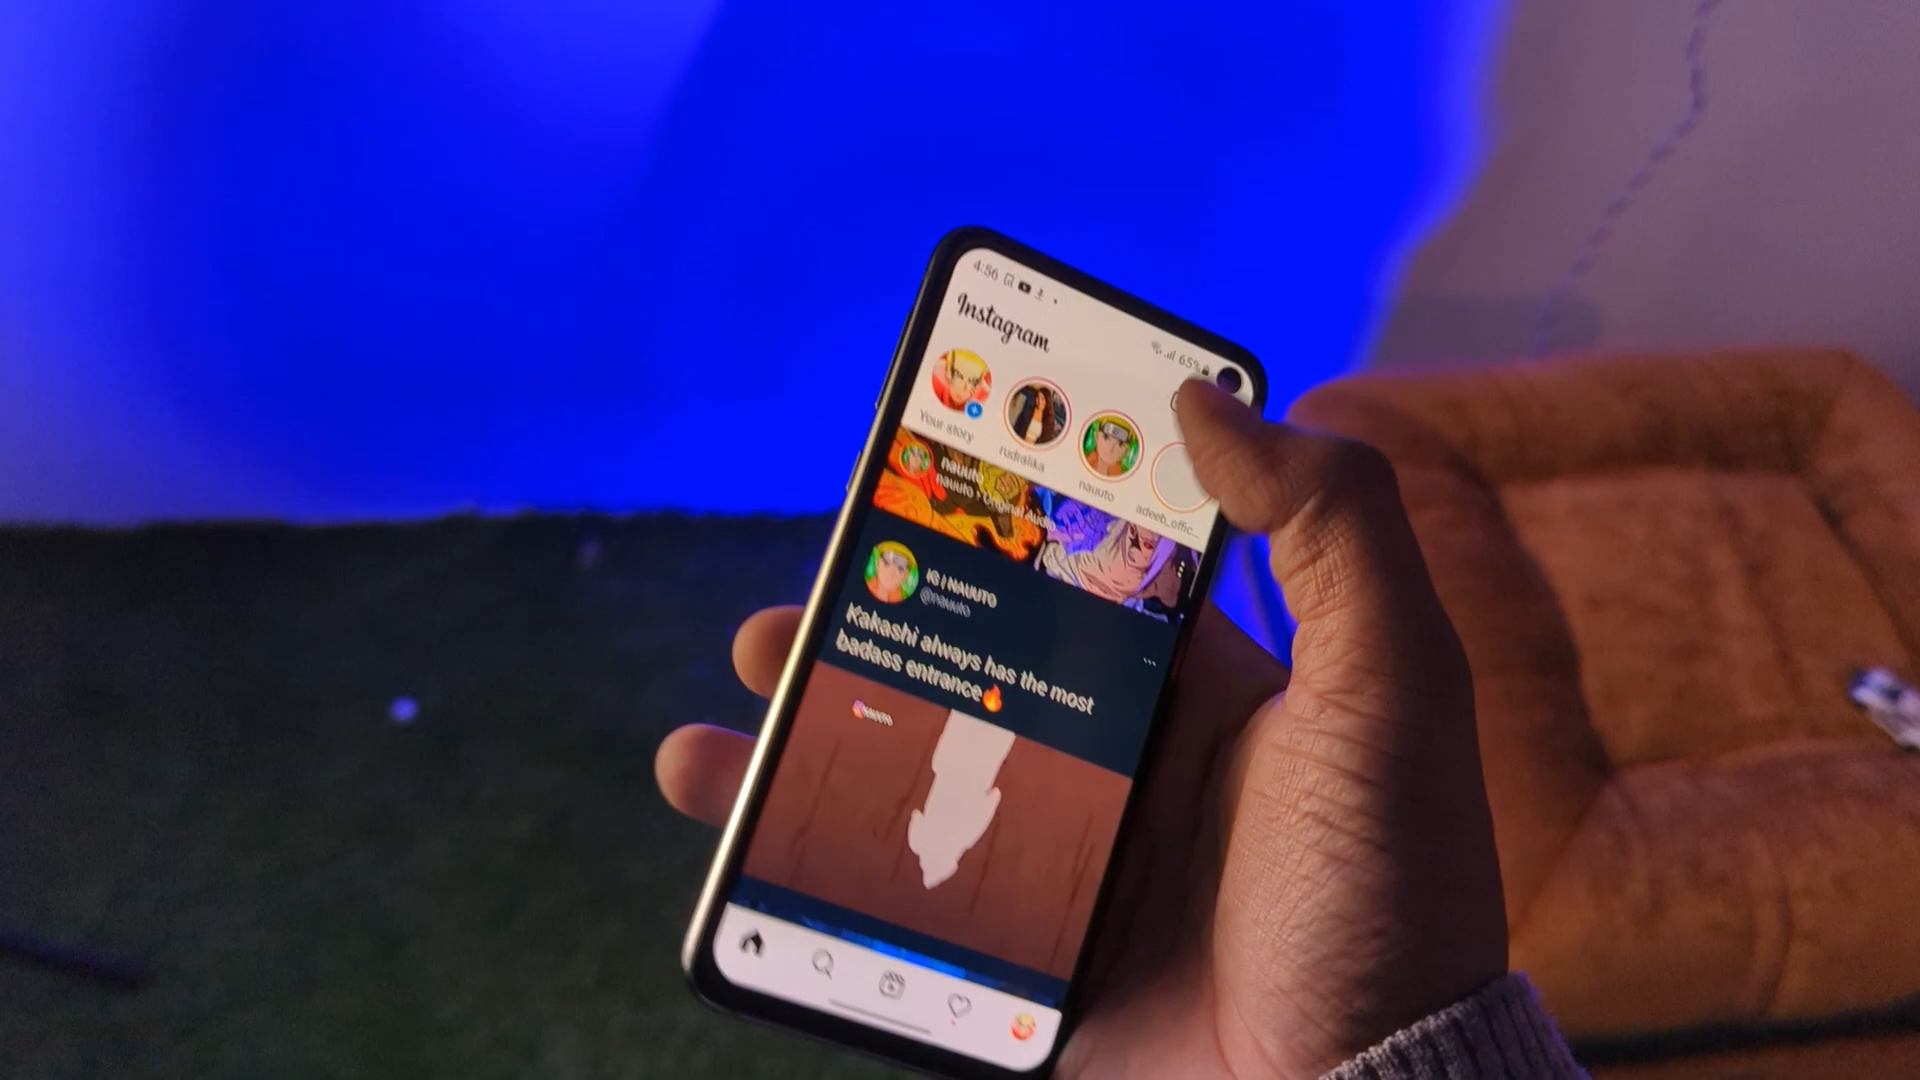 4:56
65%
Instagram
Your story
rudralika
nauuto
adeeb_offic...
nauuto
nauuto > Original Audio
IG | NAUUTO
@nauuto
Kakashi always has the most
badass entrance🔥